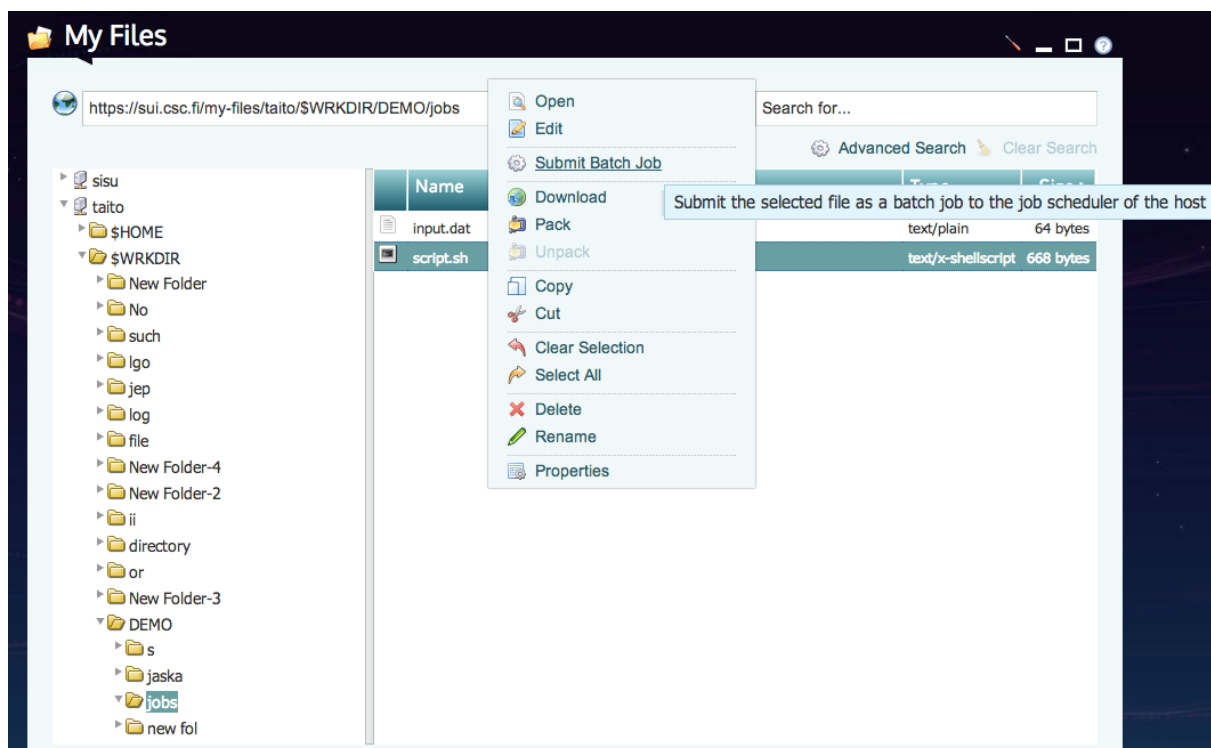 My Files
https://sui.csc.fi/my-files/taito/$WRKDIR/DEMO/jobs
Search for...
Advanced Search Clear Search
sisu
taito
$HOME
$WRKDIR
New Folder
No
such
lgo
jep
log
file
New Folder-4
New Folder-2
ii
directory
or
New Folder-3
DEMO
s
jaska
jobs
new fol
Name
input.dat text/plain 64 bytes
script.sh text/x-shellscript 668 bytes
Open
Edit
Submit Batch Job
Download
Pack
Unpack
Copy
Cut
Clear Selection
Select All
Delete
Rename
Properties
Submit the selected file as a batch job to the job scheduler of the host